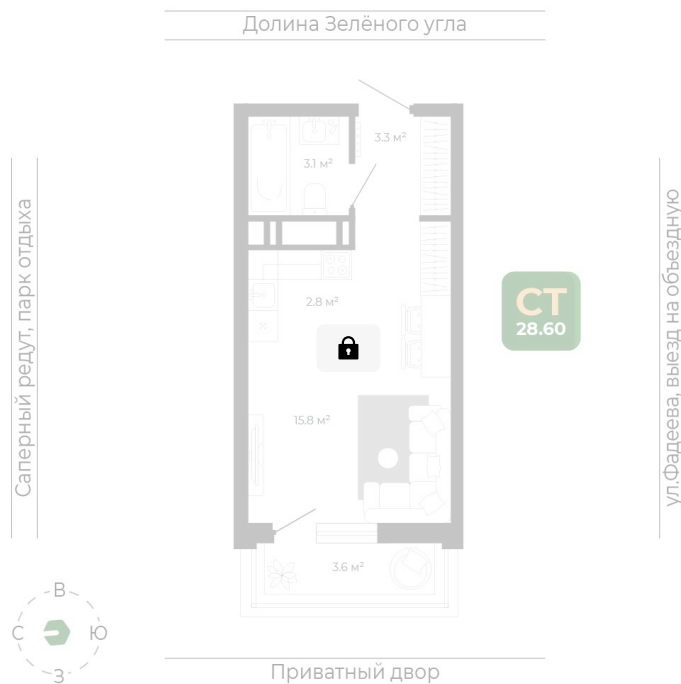 Долина Зелёного угла
3.3 м²
3.1 м²
Саперный редут, парк отдыха
ул.Фадеева, выезд на объездную
СТ
28.60
2.8 м²
15.8 м²
3.6 м²
В
С
Ю
З
Приватный двор